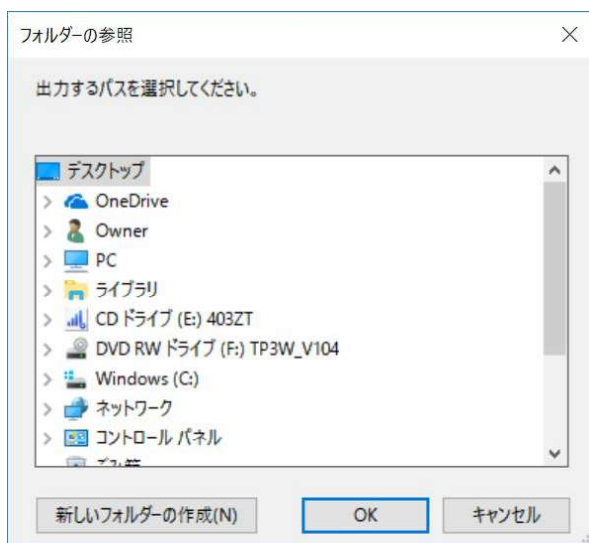 フォルダーの参照
出力するパスを選択してください。
デスクトップ
OneDrive
Owner
PC
ライブラリ
CD ドライブ (E:) 403ZT
DVD RW ドライブ (F:) TP3W_V104
Windows (C:)
ネットワーク
コントロール パネル
新しいフォルダーの作成(N)
OK
キャンセル